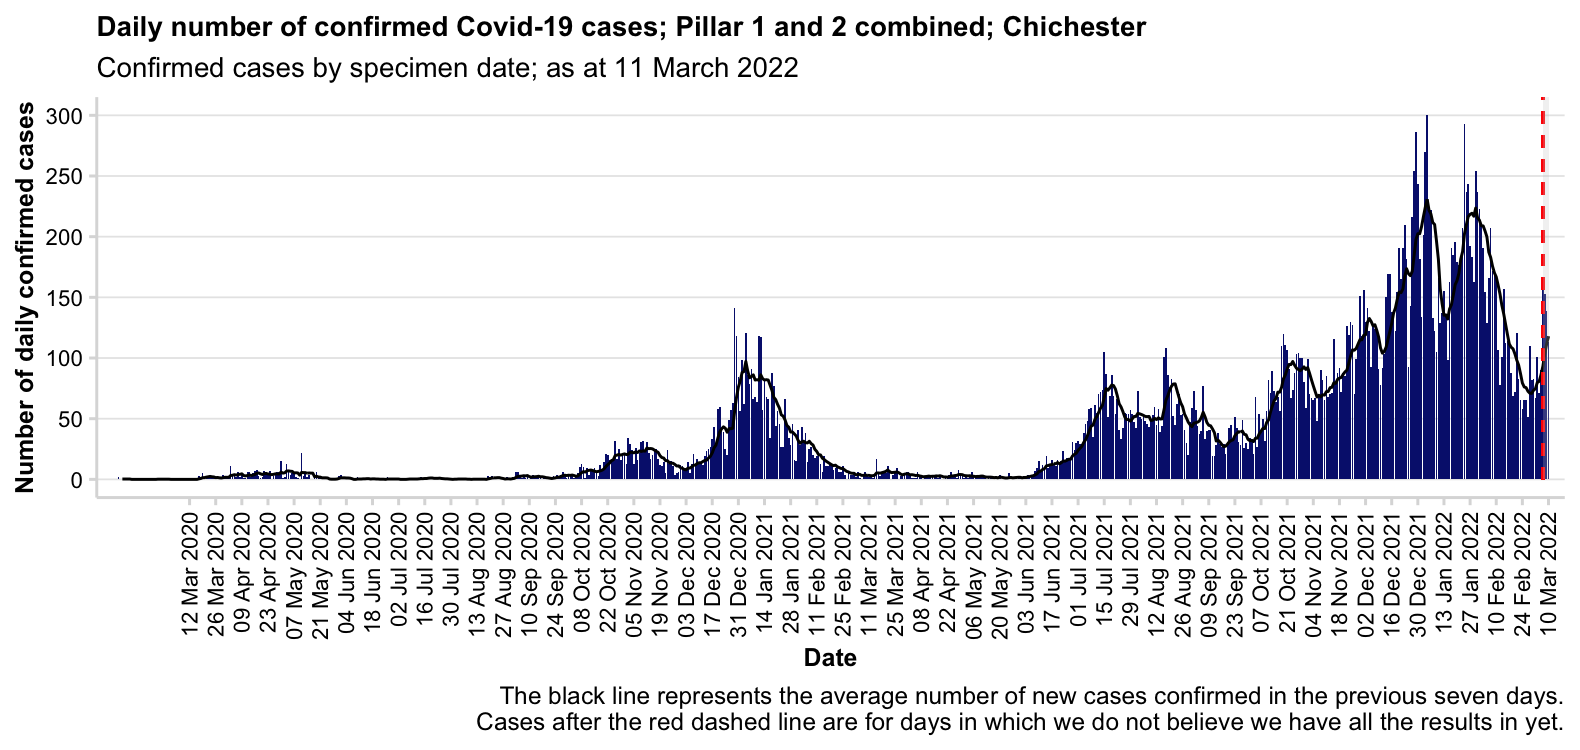 Daily number of confirmed Covid-19 cases; Pillar 1 and 2 combined; Chichester
Confirmed cases by specimen date; as at 11 March 2022
Number of daily confirmed cases
300
250
200
150
100
50
0
12 Mar 2020
26 Mar 2020
09 Apr 2020
23 Apr 2020
07 May 2020
21 May 2020
04 Jun 2020
18 Jun 2020
02 Jul 2020
16 Jul 2020
30 Jul 2020
13 Aug 2020
27 Aug 2020
10 Sep 2020
24 Sep 2020
08 Oct 2020
22 Oct 2020
05 Nov 2020
19 Nov 2020
03 Dec 2020
17 Dec 2020
31 Dec 2020
14 Jan 2021
28 Jan 2021
11 Feb 2021
25 Feb 2021
11 Mar 2021
25 Mar 2021
08 Apr 2021
22 Apr 2021
06 May 2021
20 May 2021
03 Jun 2021
17 Jun 2021
01 Jul 2021
15 Jul 2021
29 Jul 2021
12 Aug 2021
26 Aug 2021
09 Sep 2021
23 Sep 2021
07 Oct 2021
21 Oct 2021
04 Nov 2021
18 Nov 2021
02 Dec 2021
16 Dec 2021
30 Dec 2021
13 Jan 2022
27 Jan 2022
10 Feb 2022
24 Feb 2022
10 Mar 2022
Date
The black line represents the average number of new cases confirmed in the previous seven days.
Cases after the red dashed line are for days in which we do not believe we have all the results in yet.